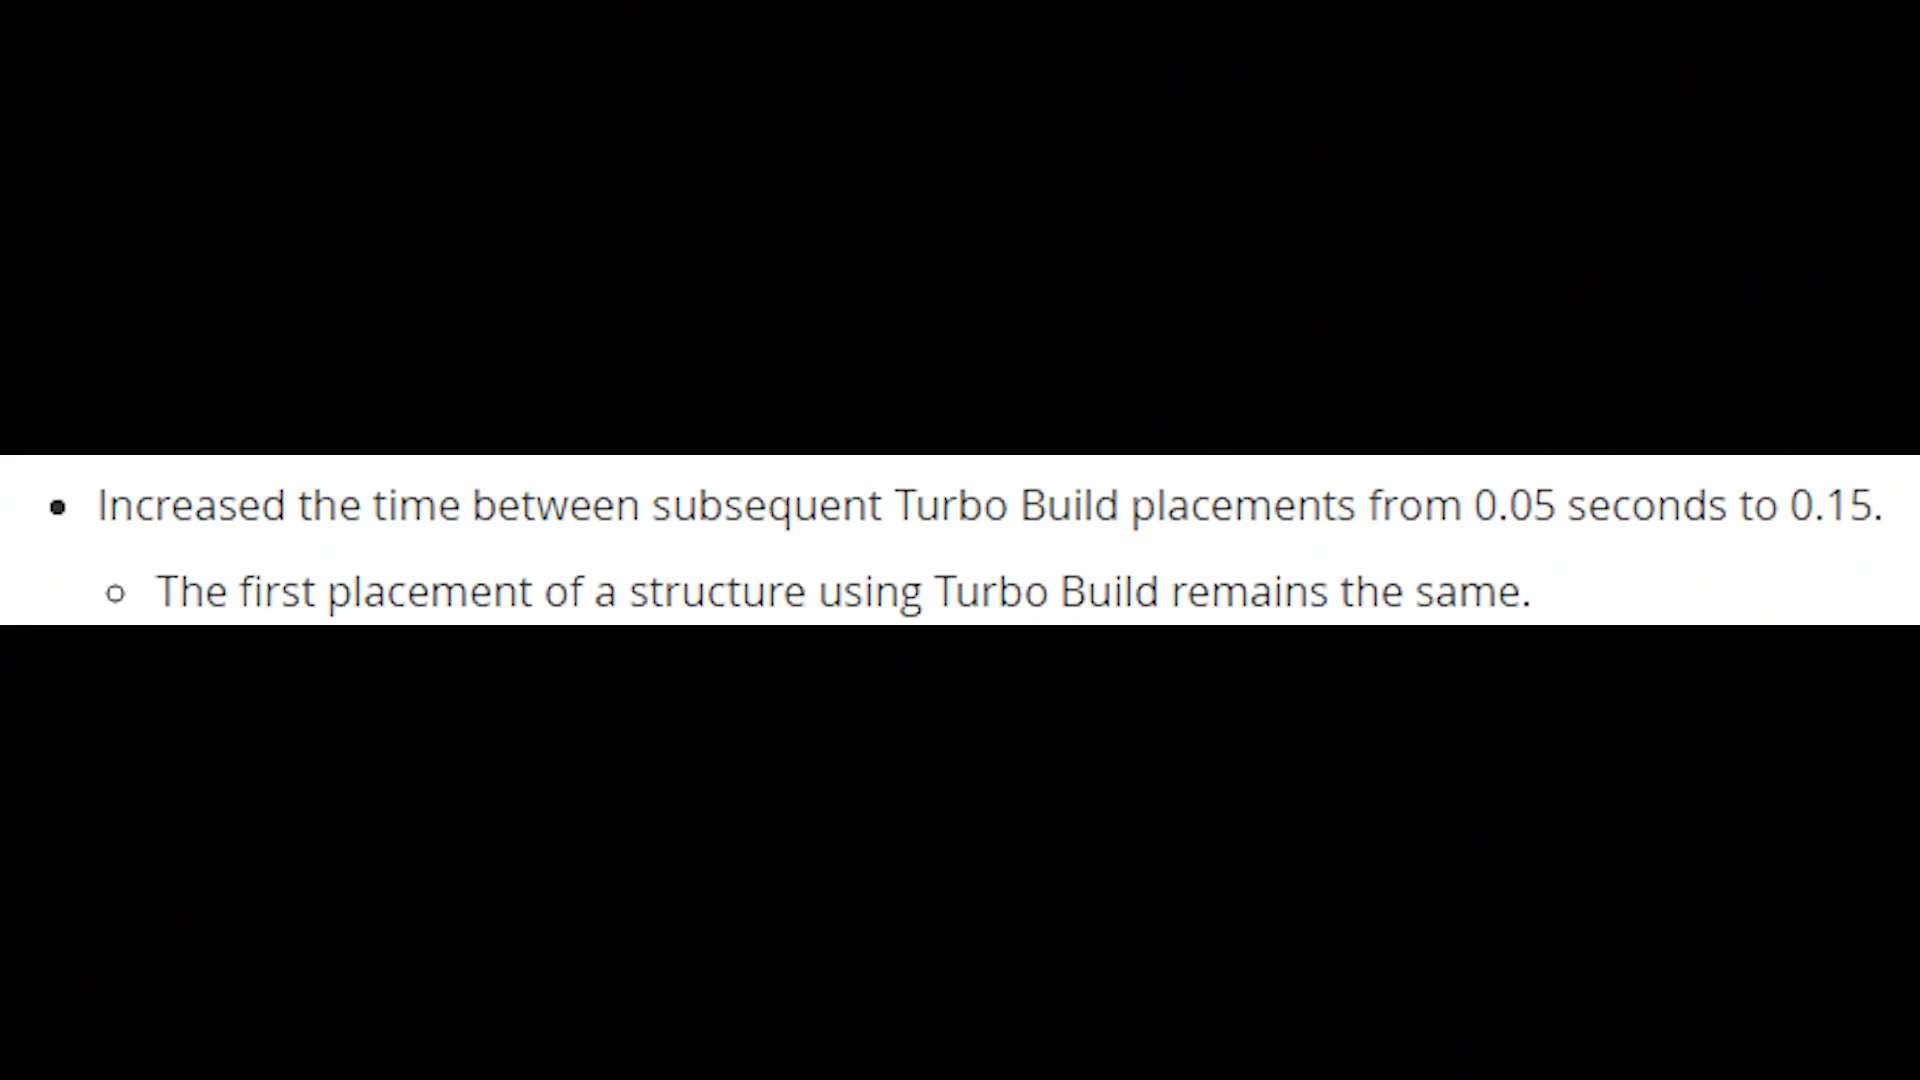 • Increased the time between subsequent Turbo Build placements from 0.05 seconds to 0.15.
○ The first placement of a structure using Turbo Build remains the same.